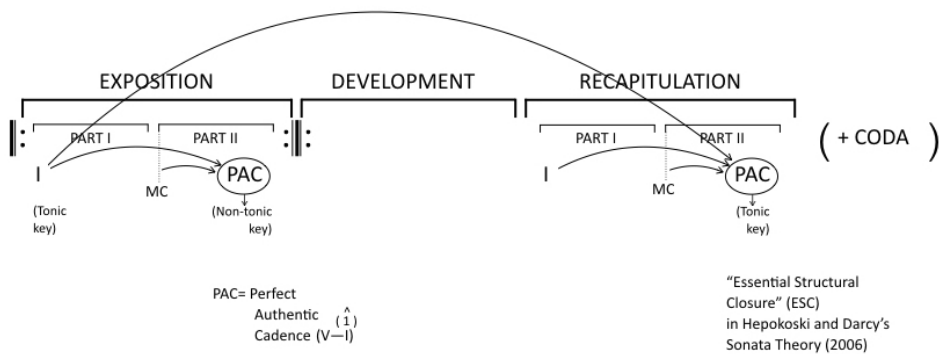 EXPOSITION DEVELOPMENT RECAPITULATION
PART I PART II PART I PART II
( + CODA )
I MC PAC I MC PAC
(Tonic
key)
(Non-tonic
key)
(Tonic
key)
PAC= Perfect
Authentic
Cadence (V—I)
(1̂)
“Essential Structural
Closure” (ESC)
in Hepokoski and Darcy’s
Sonata Theory (2006)